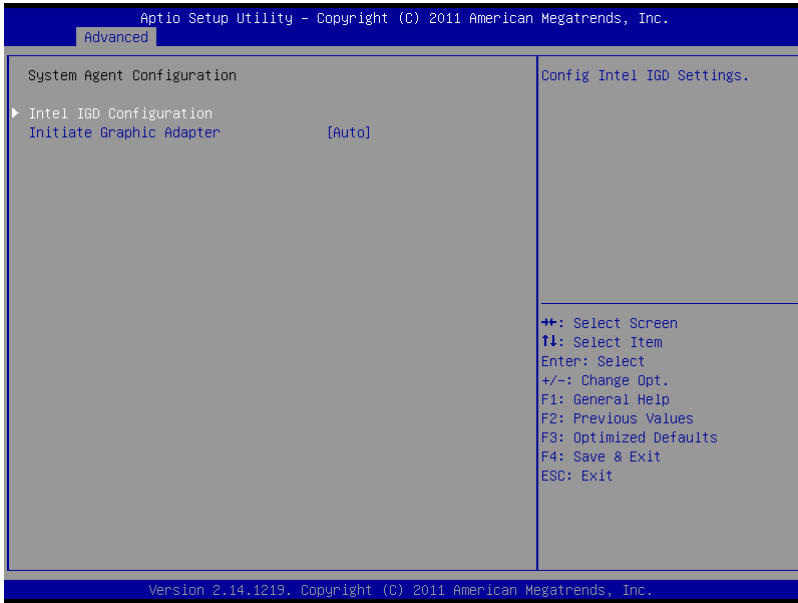 Aptio Setup Utility – Copyright (C) 2011 American Megatrends, Inc.
Advanced
System Agent Configuration
Intel IGD Configuration
Initiate Graphic Adapter [Auto]
Config Intel IGD Settings.
→←: Select Screen
↑↓: Select Item
Enter: Select
+/-: Change Opt.
F1: General Help
F2: Previous Values
F3: Optimized Defaults
F4: Save & Exit
ESC: Exit
Version 2.14.1219. Copyright (C) 2011 American Megatrends, Inc.